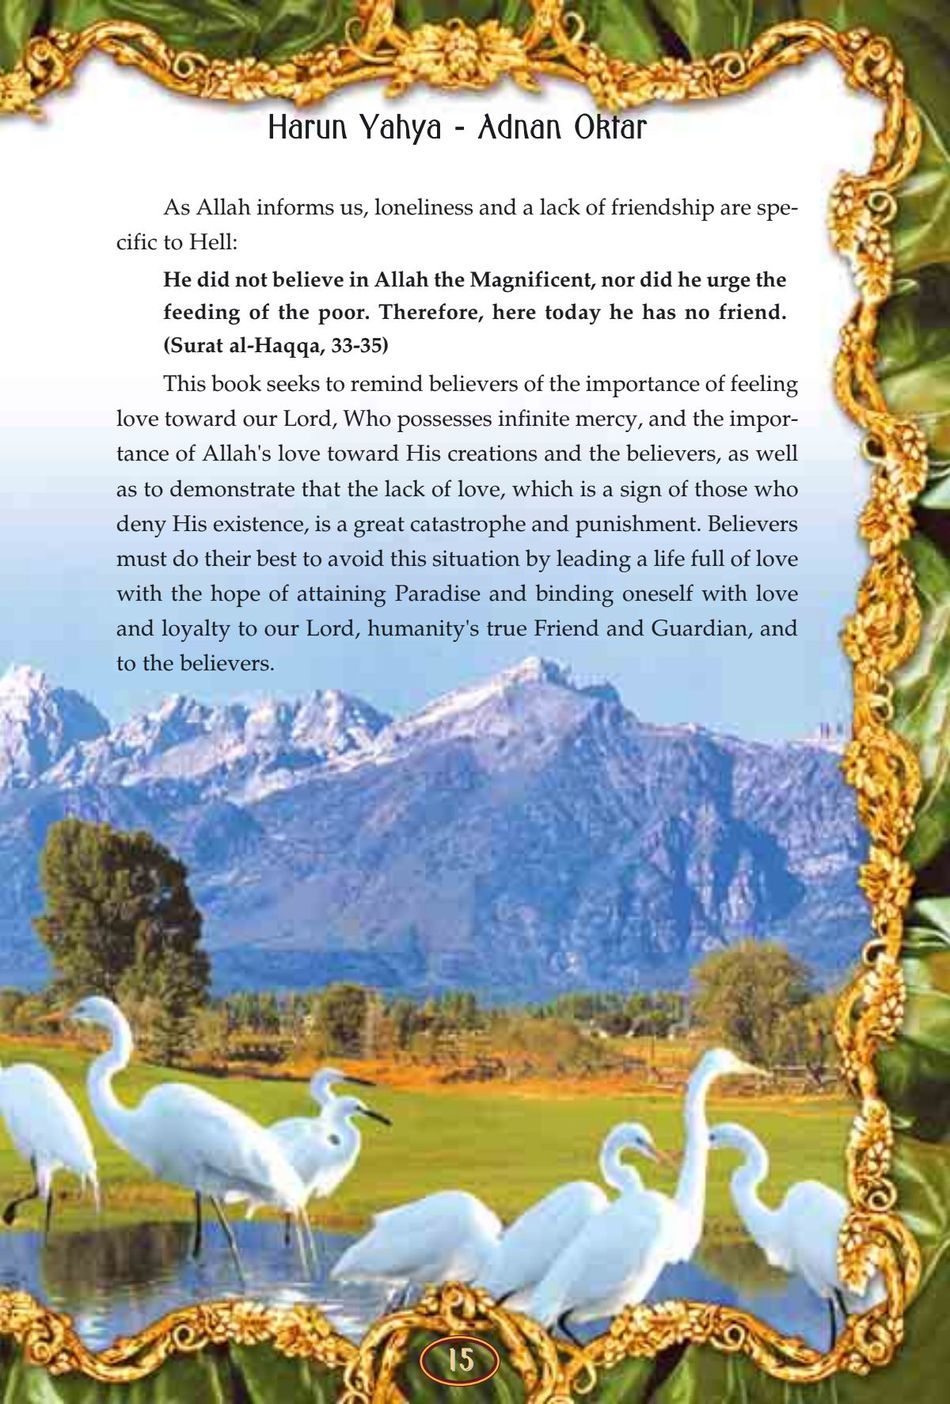 Harun Yahya - Adnan Oktar
As Allah informs us, loneliness and a lack of friendship are spe-
cific to Hell:
He did not believe in Allah the Magnificent, nor did he urge the
feeding of the poor. Therefore, here today he has no friend.
(Surat al-Haqqa, 33-35)
This book seeks to remind believers of the importance of feeling
love toward our Lord, Who possesses infinite mercy, and the impor-
tance of Allah's love toward His creations and the believers, as well
as to demonstrate that the lack of love, which is a sign of those who
deny His existence, is a great catastrophe and punishment. Believers
must do their best to avoid this situation by leading a life full of love
with the hope of attaining Paradise and binding oneself with love
and loyalty to our Lord, humanity's true Friend and Guardian, and
to the believers.
15